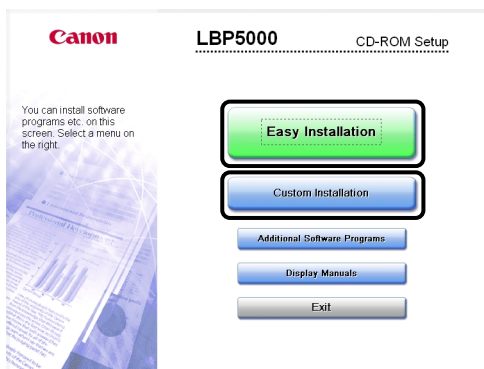 Canon
LBP5000
CD-ROM Setup
You can install software
programs etc. on this
screen. Select a menu on
the right.
Easy Installation
Custom Installation
Additional Software Programs
Display Manuals
Exit